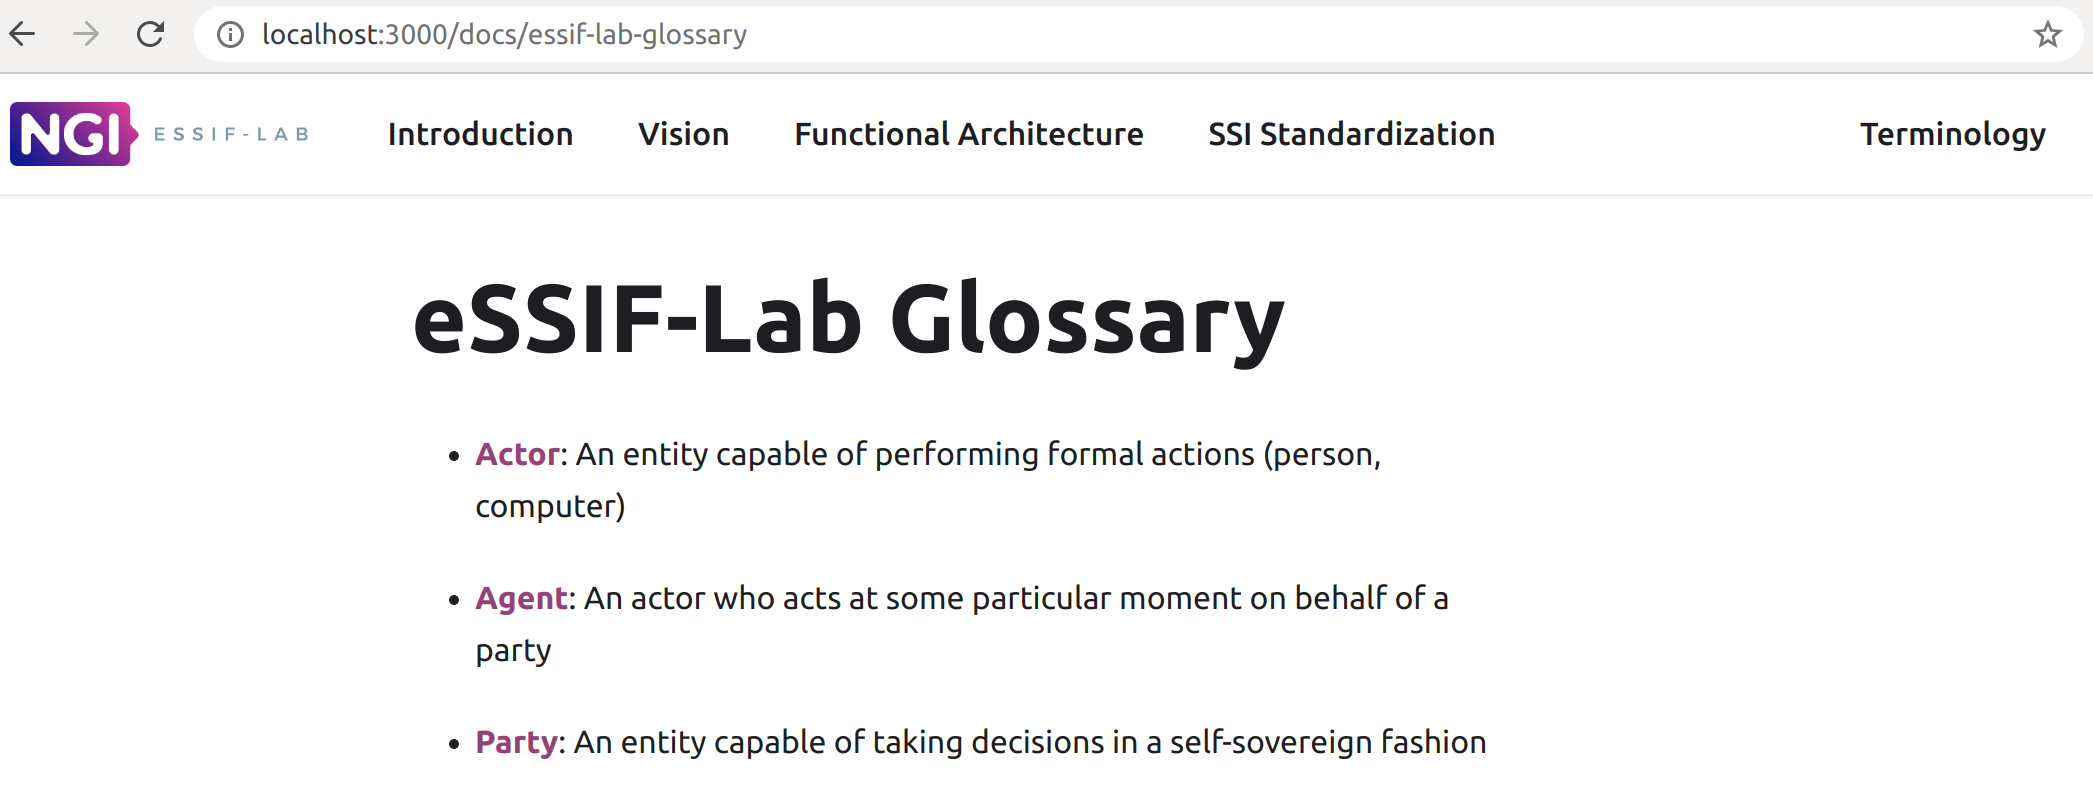 localhost:3000/docs/essif-lab-glossary
NGI ESSIF-LAB Introduction Vision Functional Architecture SSI Standardization Terminology
eSSIF-Lab Glossary
• Actor: An entity capable of performing formal actions (person,
computer)
• Agent: An actor who acts at some particular moment on behalf of a
party
• Party: An entity capable of taking decisions in a self-sovereign fashion